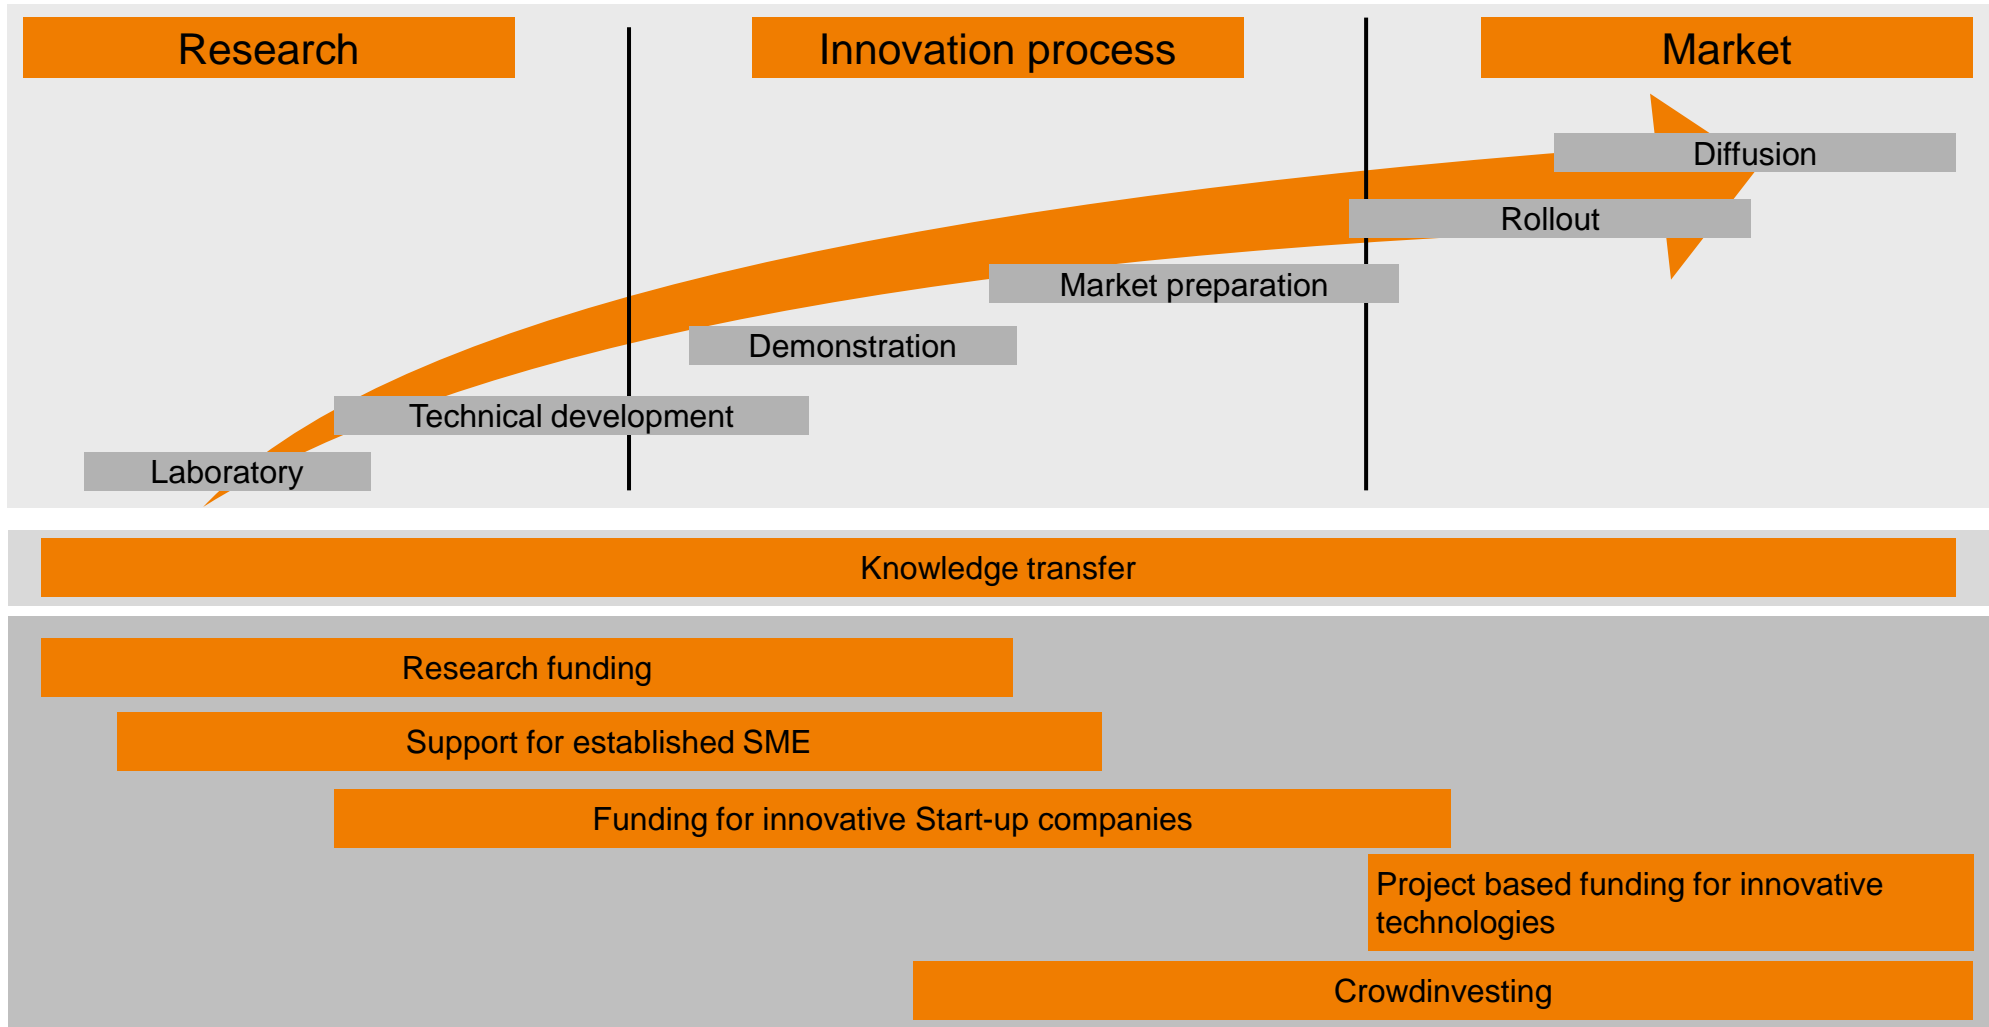 Research
Innovation process
Market
Diffusion
Rollout
Market preparation
Demonstration
Technical development
Laboratory
Knowledge transfer
Research funding
Support for established SME
Funding for innovative Start-up companies
Project based funding for innovative
technologies
Crowdinvesting